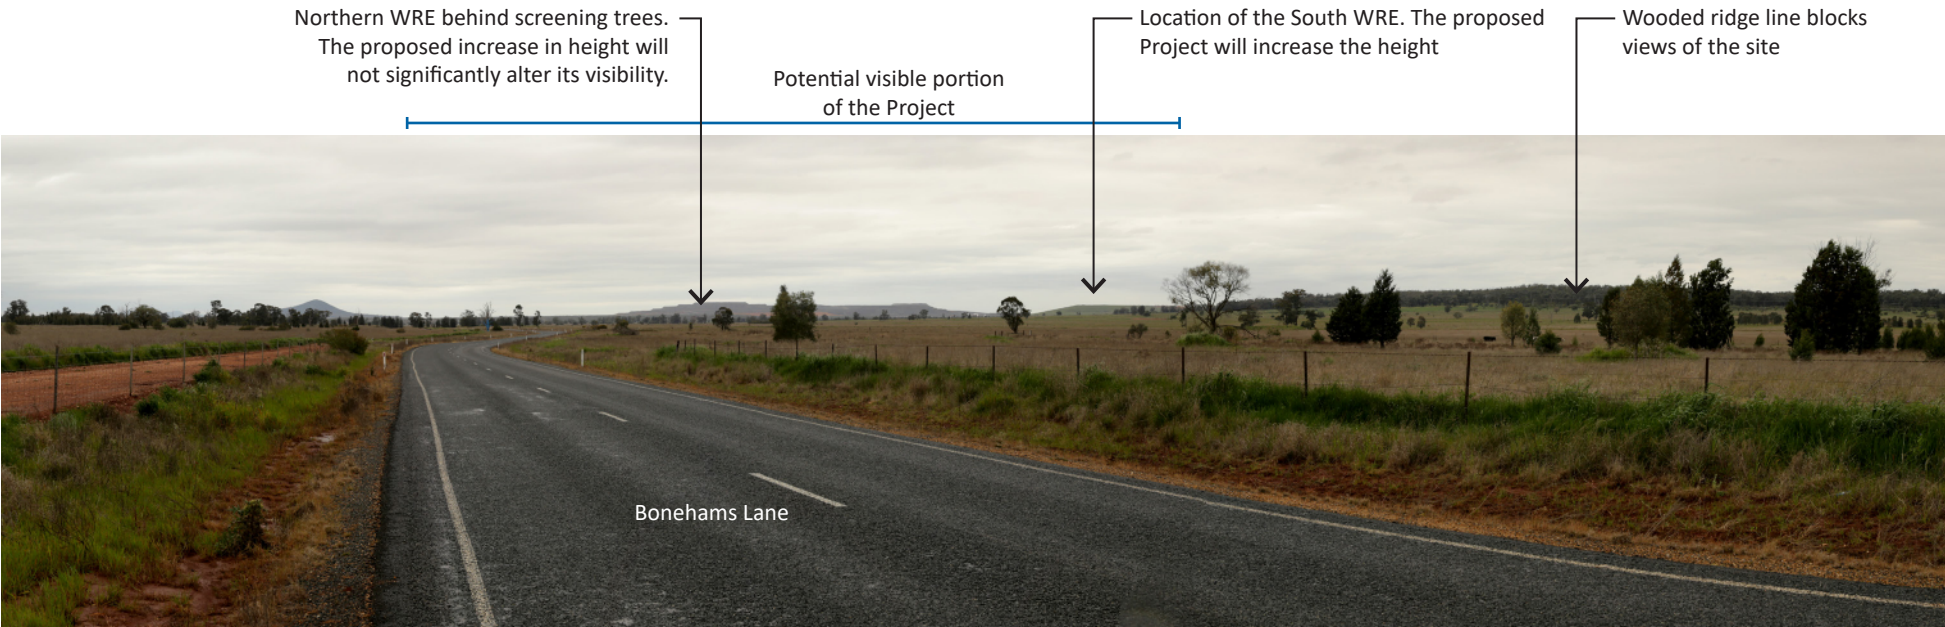 Northern WRE behind screening trees.
The proposed increase in height will
not significantly alter its visibility.
Potential visible portion
of the Project
Location of the South WRE. The proposed
Project will increase the height
Wooded ridge line blocks
views of the site
Bonehams Lane